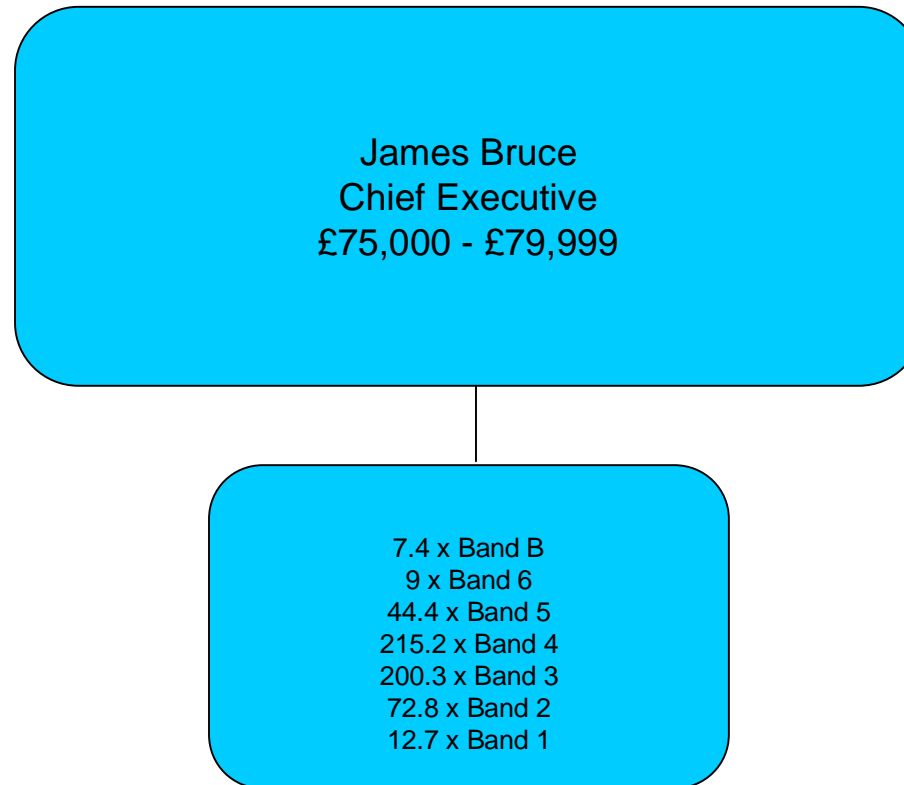 James Bruce
Chief Executive
£75,000 - £79,999
7.4 x Band B
9 x Band 6
44.4 x Band 5
215.2 x Band 4
200.3 x Band 3
72.8 x Band 2
12.7 x Band 1